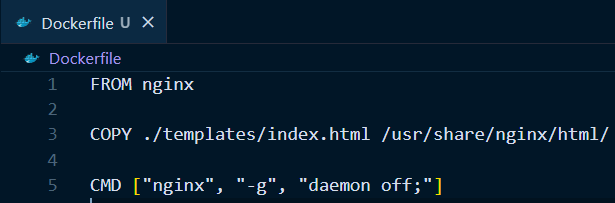 Dockerfile U ×
Dockerfile
1 FROM nginx
2
3 COPY ./templates/index.html /usr/share/nginx/html/
4
5 CMD ["nginx", "-g", "daemon off;"]